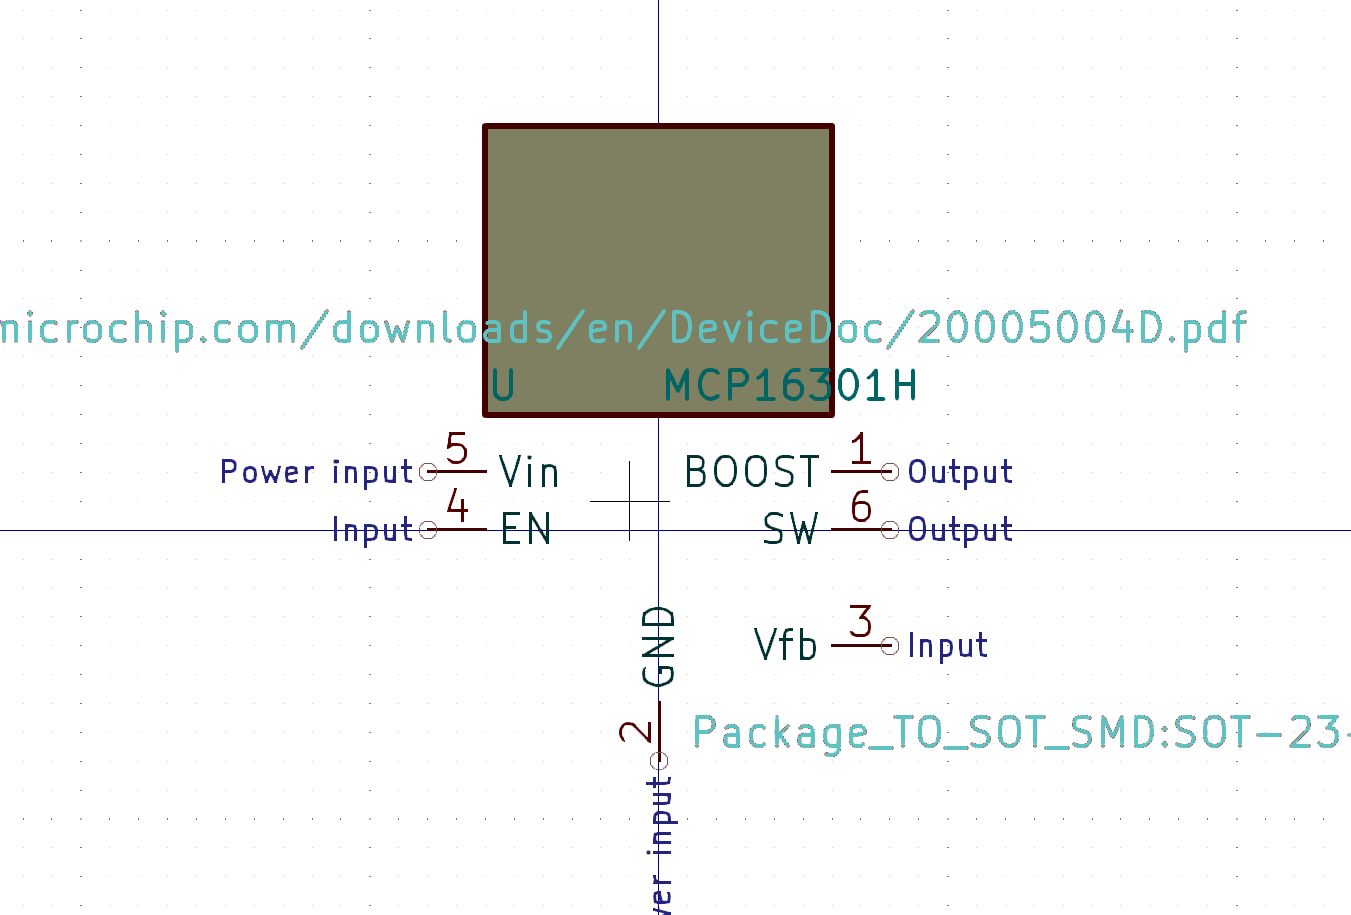 microchip.com/downloads/en/DeviceDoc/20005004D.pdf
U MCP16301H
Power input 5 Vin BOOST 1 Output
Input 4 EN SW 6 Output
GND
Vfb 3 Input
2
Package_TO_SOT_SMD:SOT-23-
input